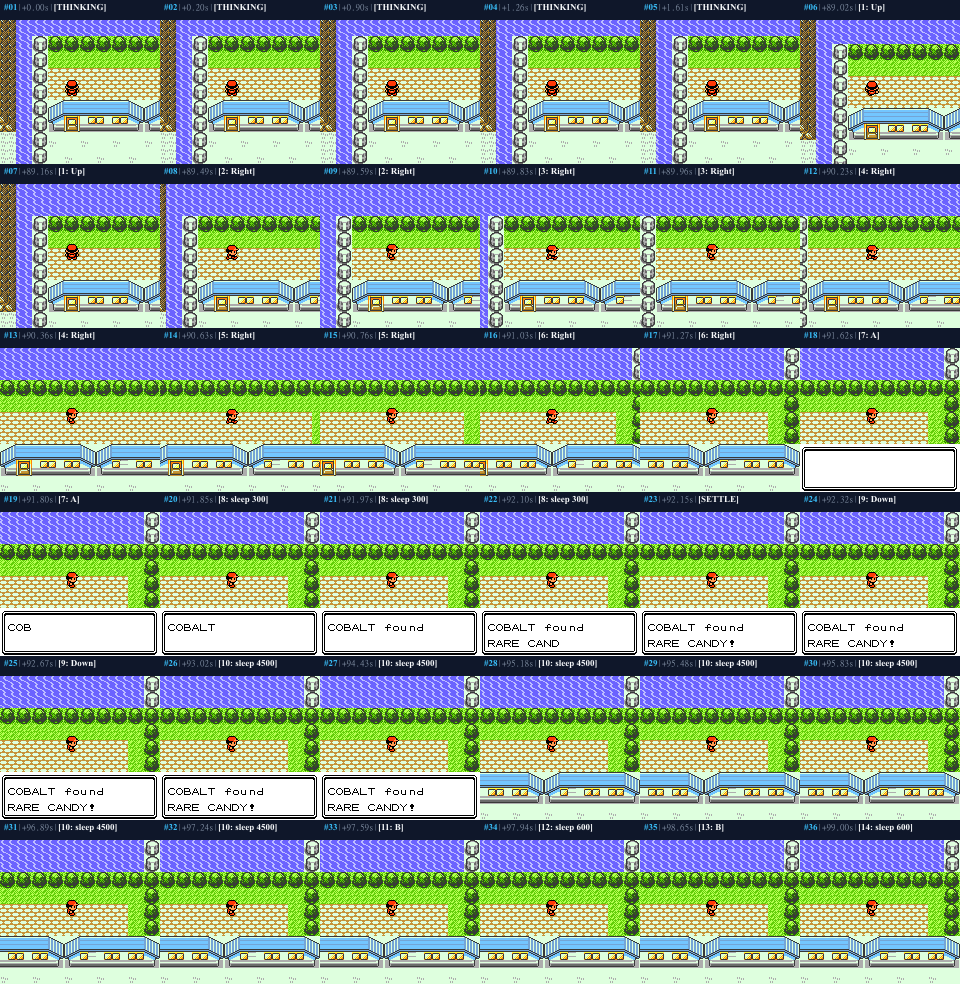 #01|+0.00s|[THINKING]
#02|+0.20s|[THINKING]
#03|+0.90s|[THINKING]
#04|+1.26s|[THINKING]
#05|+1.61s|[THINKING]
#06|+89.02s|[1: Up]
#07|+89.16s|[1: Up]
#08|+89.49s|[2: Right]
#09|+89.59s|[2: Right]
#10|+89.83s|[3: Right]
#11|+89.96s|[3: Right]
#12|+90.23s|[4: Right]
#13|+90.36s|[4: Right]
#14|+90.63s|[5: Right]
#15|+90.76s|[5: Right]
#16|+91.03s|[6: Right]
#17|+91.27s|[6: Right]
#18|+91.62s|[7: A]
#19|+91.80s|[7: A]
#20|+91.85s|[8: sleep 300]
#21|+91.97s|[8: sleep 300]
#22|+92.10s|[8: sleep 300]
#23|+92.15s|[SETTLE]
#24|+92.32s|[9: Down]
COB
COBALT
COBALT found
COBALT found
RARE CAND
COBALT found
RARE CANDY!
COBALT found
RARE CANDY!
#25|+92.67s|[9: Down]
#26|+93.02s|[10: sleep 4500]
#27|+94.43s|[10: sleep 4500]
#28|+95.18s|[10: sleep 4500]
#29|+95.48s|[10: sleep 4500]
#30|+95.83s|[10: sleep 4500]
COBALT found
RARE CANDY!
COBALT found
RARE CANDY!
COBALT found
RARE CANDY!
#31|+96.89s|[10: sleep 4500]
#32|+97.24s|[10: sleep 4500]
#33|+97.59s|[11: B]
#34|+97.94s|[12: sleep 600]
#35|+98.65s|[13: B]
#36|+99.00s|[14: sleep 600]